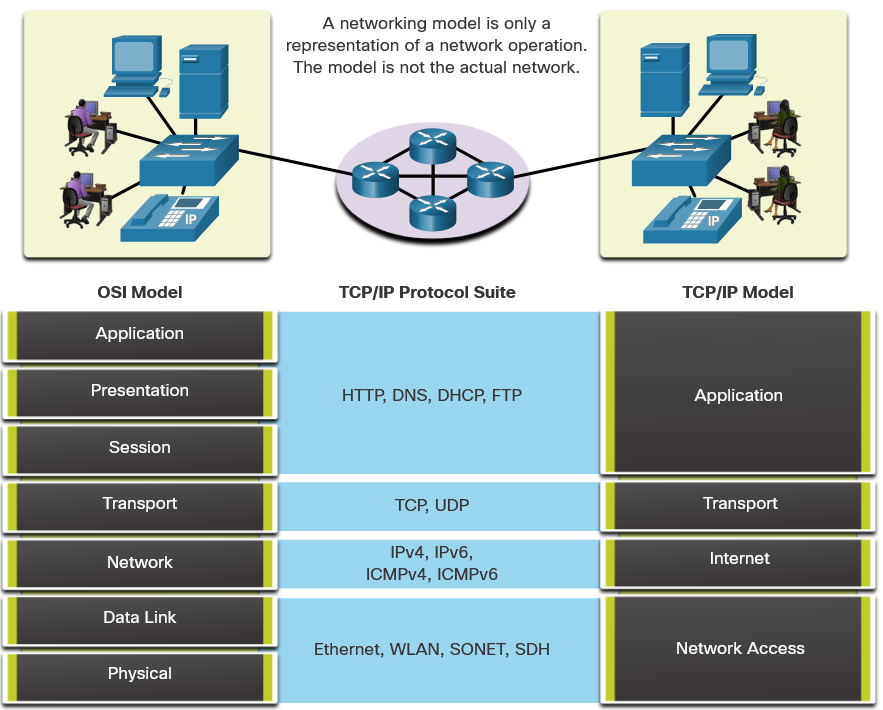 A networking model is only a
representation of a network operation.
The model is not the actual network.
IP
IP
OSI Model
TCP/IP Protocol Suite
TCP/IP Model
Application
Presentation
Session
HTTP, DNS, DHCP, FTP
Application
Transport
TCP, UDP
Transport
Network
IPv4, IPv6,
ICMPv4, ICMPv6
Internet
Data Link
Physical
Ethernet, WLAN, SONET, SDH
Network Access